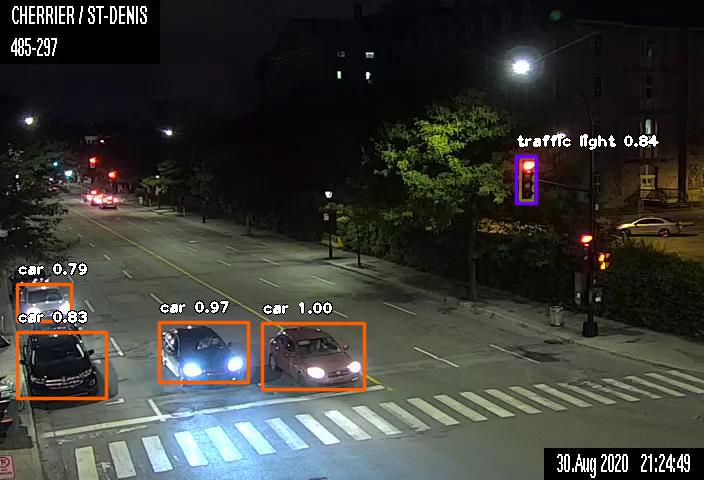 CHERRIER / ST-DENIS
485-297
traffic light 0.84
car 0.79
car 0.97
car 1.00
car 0.83
30.Aug 2020 21:24:49